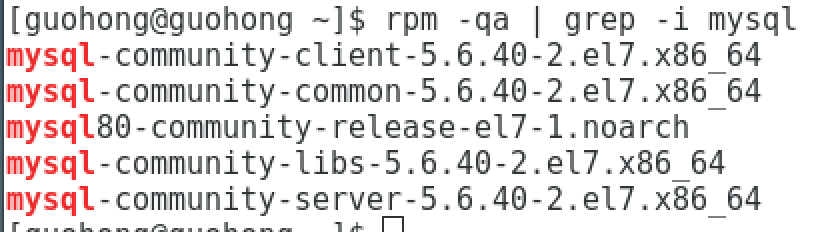 [guohong@guohong ~]$ rpm -qa | grep -i mysql
mysql-community-client-5.6.40-2.el7.x86_64
mysql-community-common-5.6.40-2.el7.x86_64
mysql80-community-release-el7-1.noarch
mysql-community-libs-5.6.40-2.el7.x86_64
mysql-community-server-5.6.40-2.el7.x86_64
[guohong@guohong ~]$